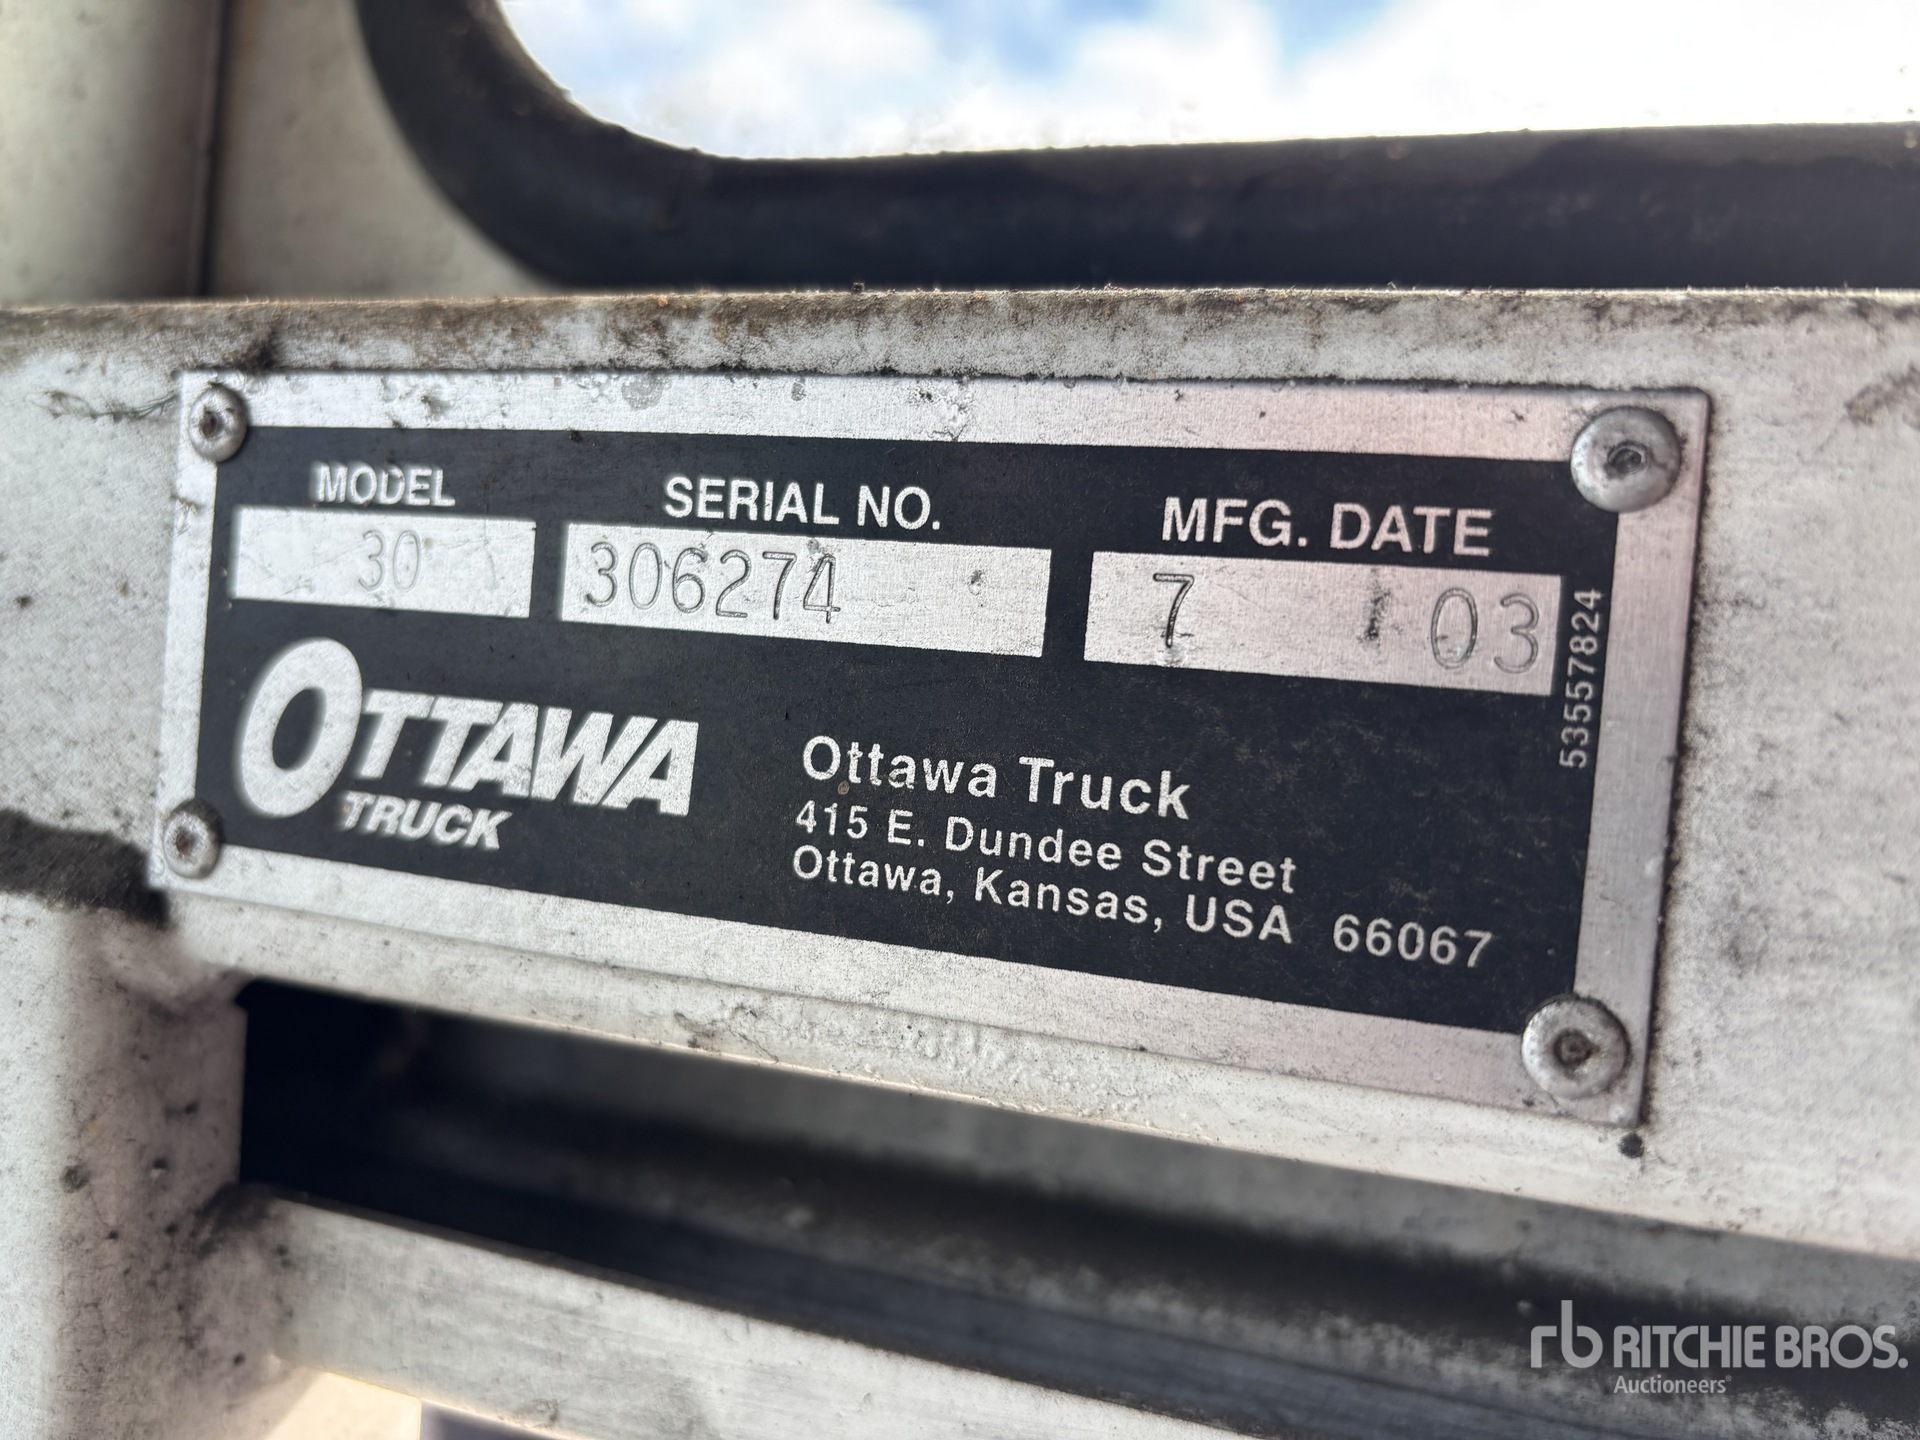 MODEL SERIAL NO. MFG. DATE
30 306274 7 03
53557824
OTTAWA
TRUCK
Ottawa Truck
415 E. Dundee Street
Ottawa, Kansas, USA 66067
rb RITCHIE BROS.
Auctioneers